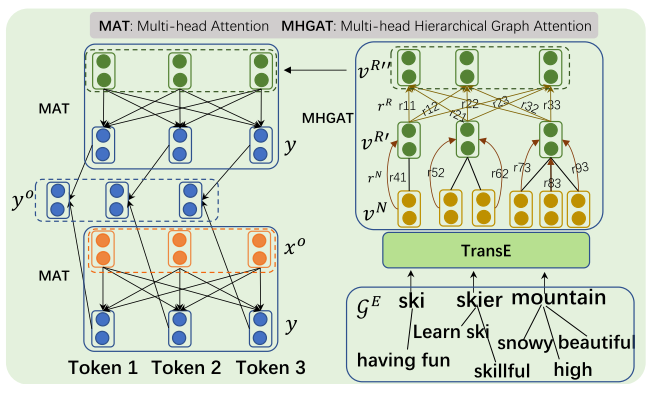 MAT: Multi-head Attention MHGAT: Multi-head Hierarchical Graph Attention
MAT
y
y^o
x^o
MAT
y
Token 1 Token 2 Token 3
MHGAT
v^{R''}
r^R r11 r12 r21 r22 r23 r32 r33
v^{R'}
r^N r41 r52 r62 r73 r83 r93
v^N
TransE
G^E ski skier mountain
Learn ski
snowy beautiful
having fun
skillful
high